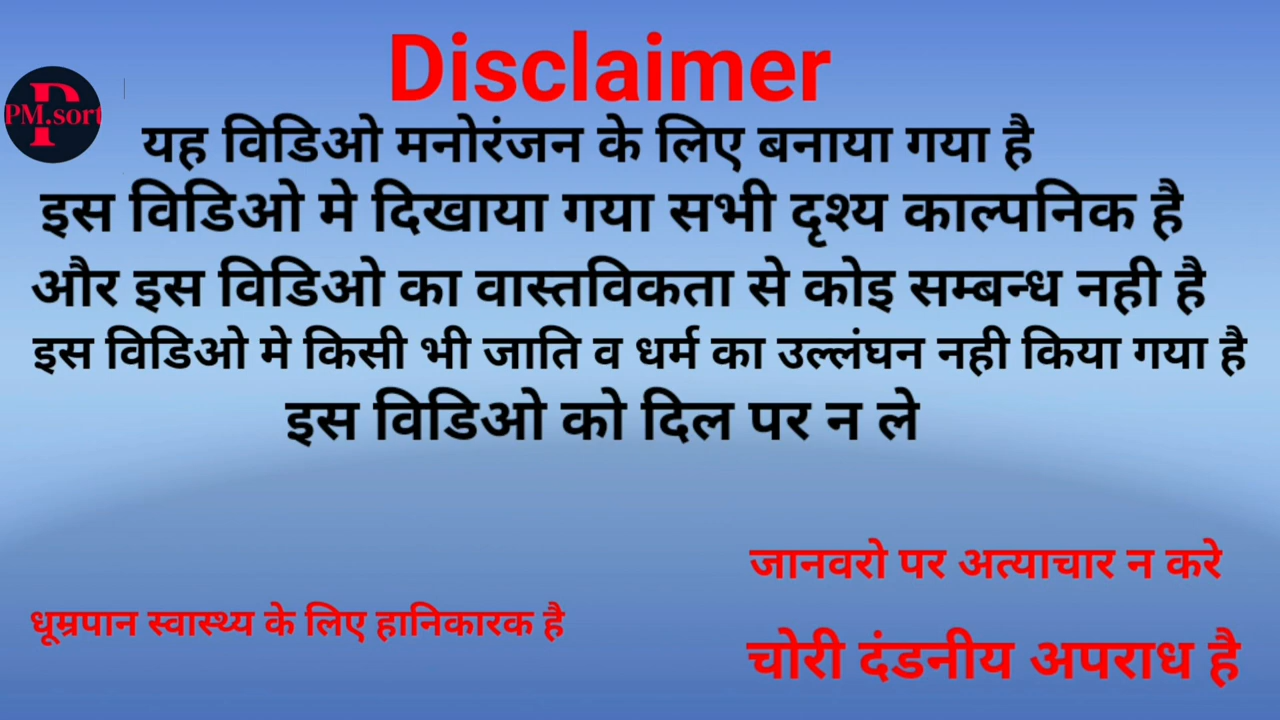 Disclaimer
PM.sort
यह विडिओ मनोरंजन के लिए बनाया गया है
इस विडिओ मे दिखाया गया सभी दृश्य काल्पनिक है
और इस विडिओ का वास्तविकता से कोइ सम्बन्ध नही है
इस विडिओ मे किसी भी जाति व धर्म का उल्लंघन नही किया गया है
इस विडिओ को दिल पर न ले
जानवरो पर अत्याचार न करे
धूम्रपान स्वास्थ्य के लिए हानिकारक है
चोरी दंडनीय अपराध है